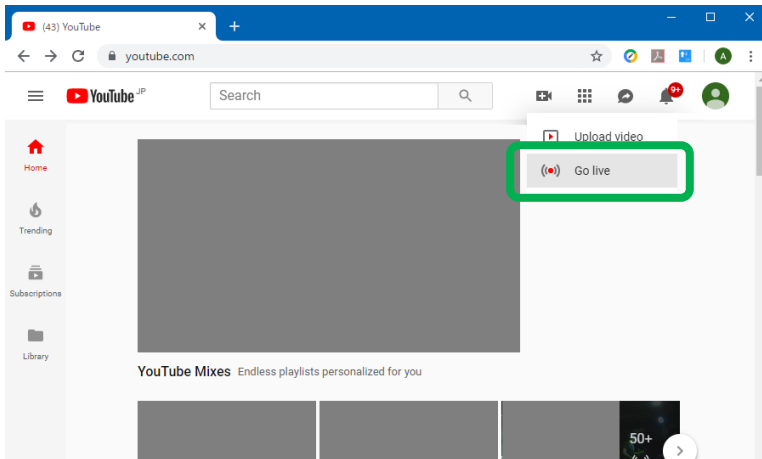 (43) YouTube
youtube.com
A
YouTube JP
Search
9+
Upload video
Go live
Home
Trending
Subscriptions
Library
YouTube Mixes Endless playlists personalized for you
50+